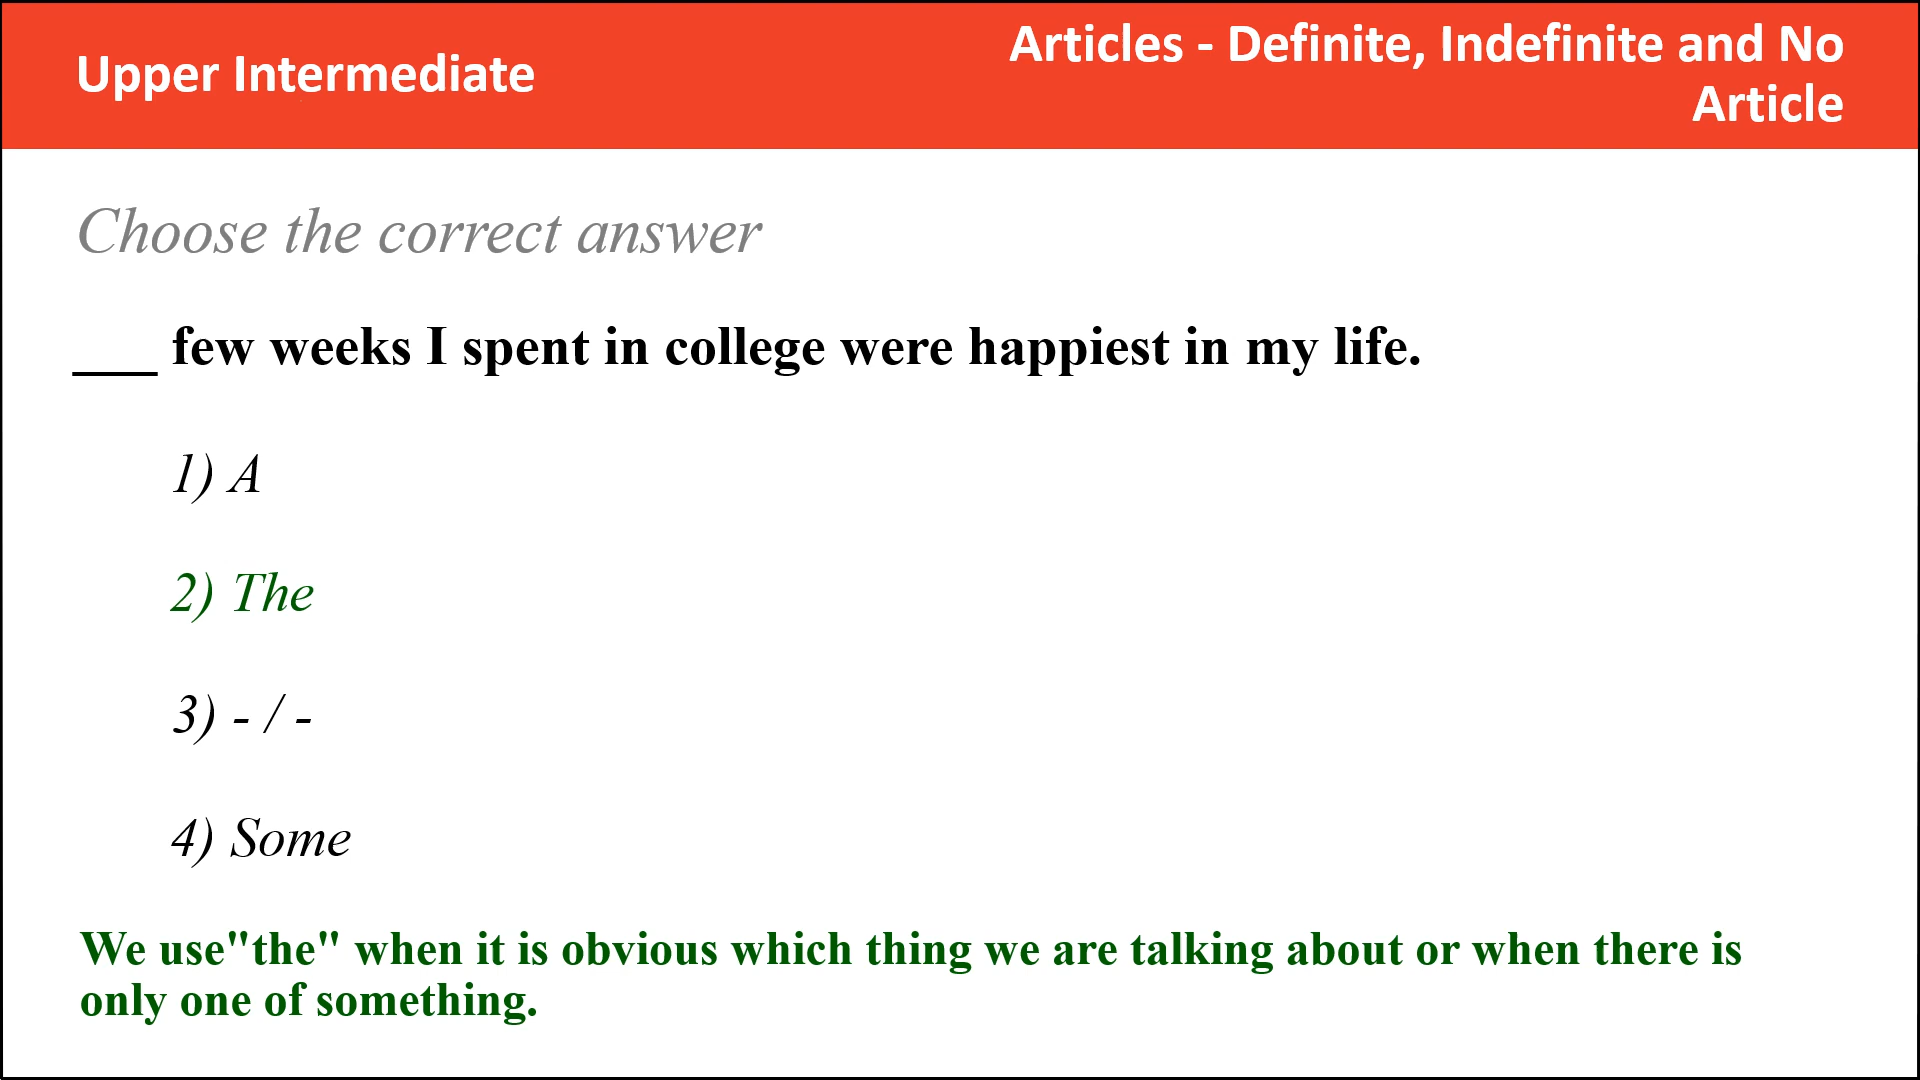 Upper Intermediate
Articles - Definite, Indefinite and No
Article
Choose the correct answer
___ few weeks I spent in college were happiest in my life.
1) A
2) The
3) - / -
4) Some
We use"the" when it is obvious which thing we are talking about or when there is
only one of something.